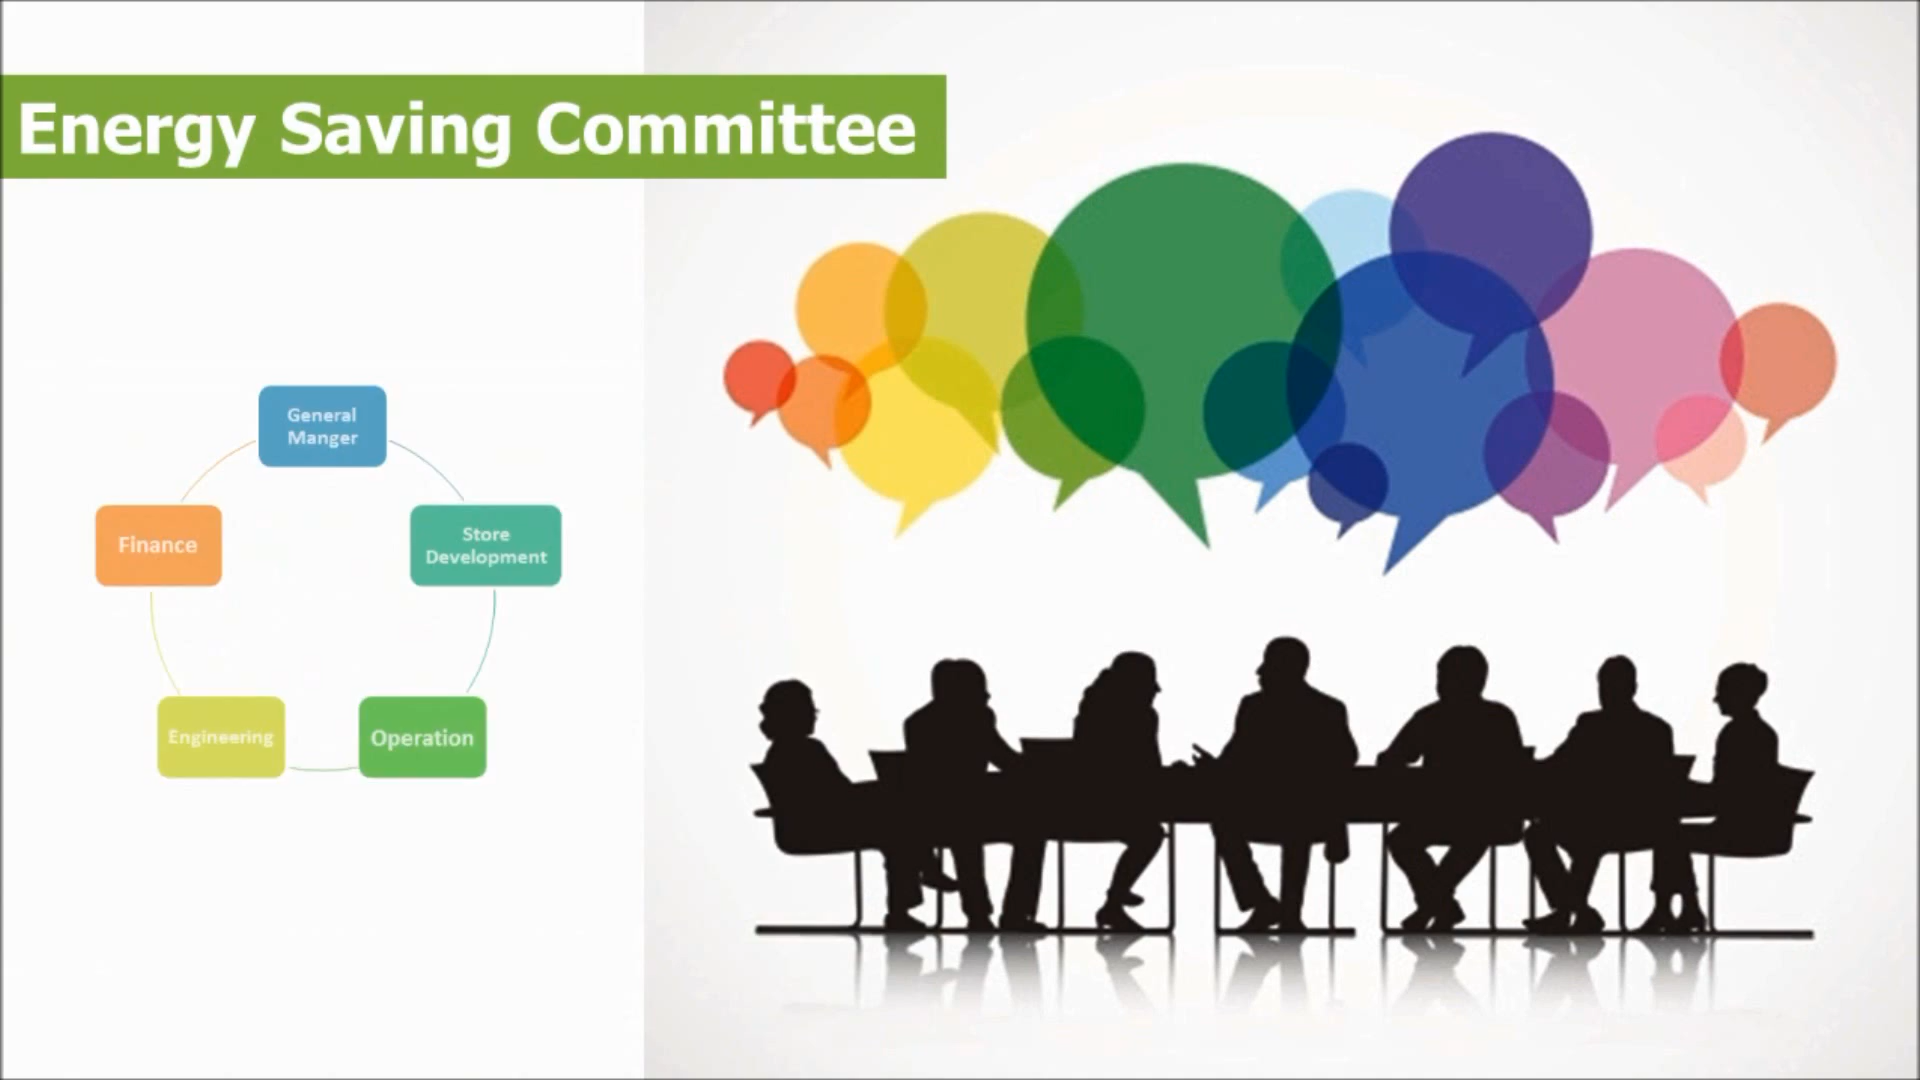 Energy Saving Committee
General
Manger
Finance
Store
Development
Engineering
Operation